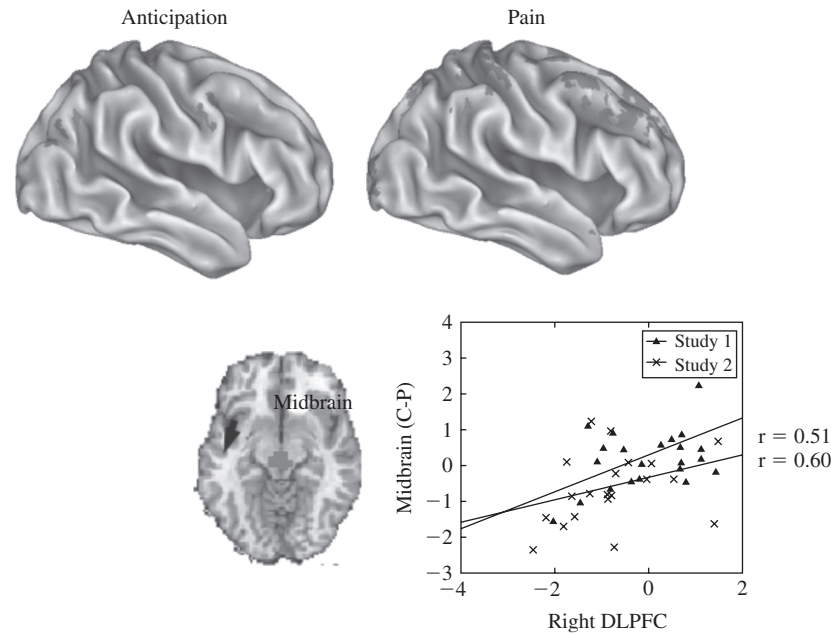 Anticipation
Pain
Midbrain
Midbrain (C-P)
4
3
2
1
0
−1
−2
−3
Study 1
Study 2
r = 0.51
r = 0.60
−4
−2
0
2
Right DLPFC